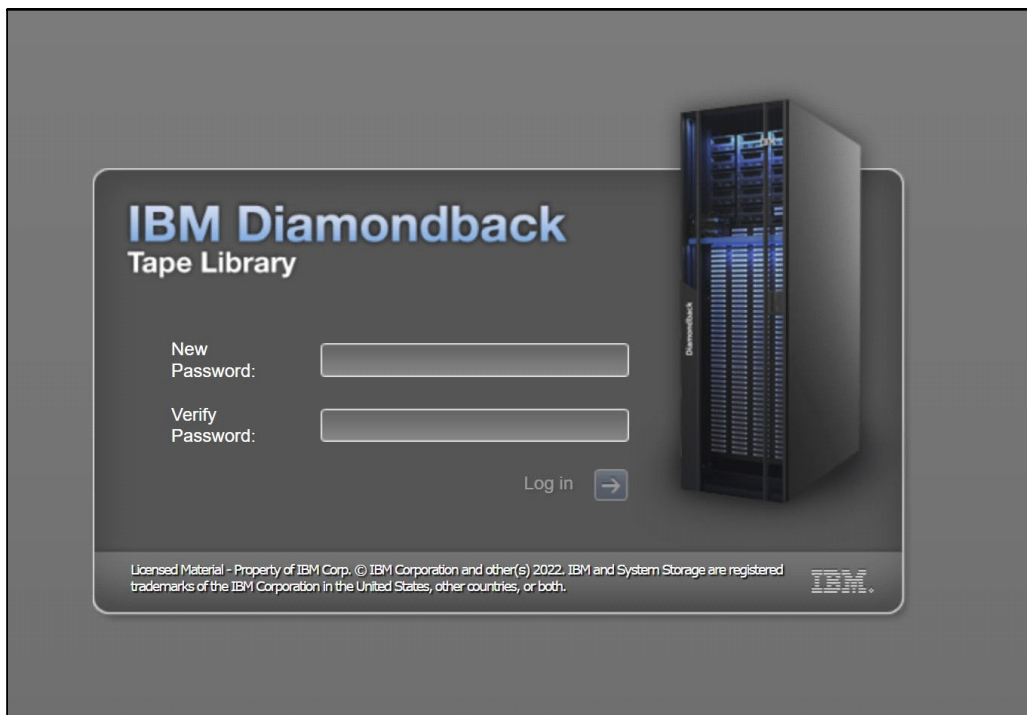 IBM Diamondback
Tape Library
Diamondback
New
Password:
Verify
Password:
Log in
Licensed Material - Property of IBM Corp. © IBM Corporation and other(s) 2022. IBM and System Storage are registered
trademarks of the IBM Corporation in the United States, other countries, or both.
IBM.